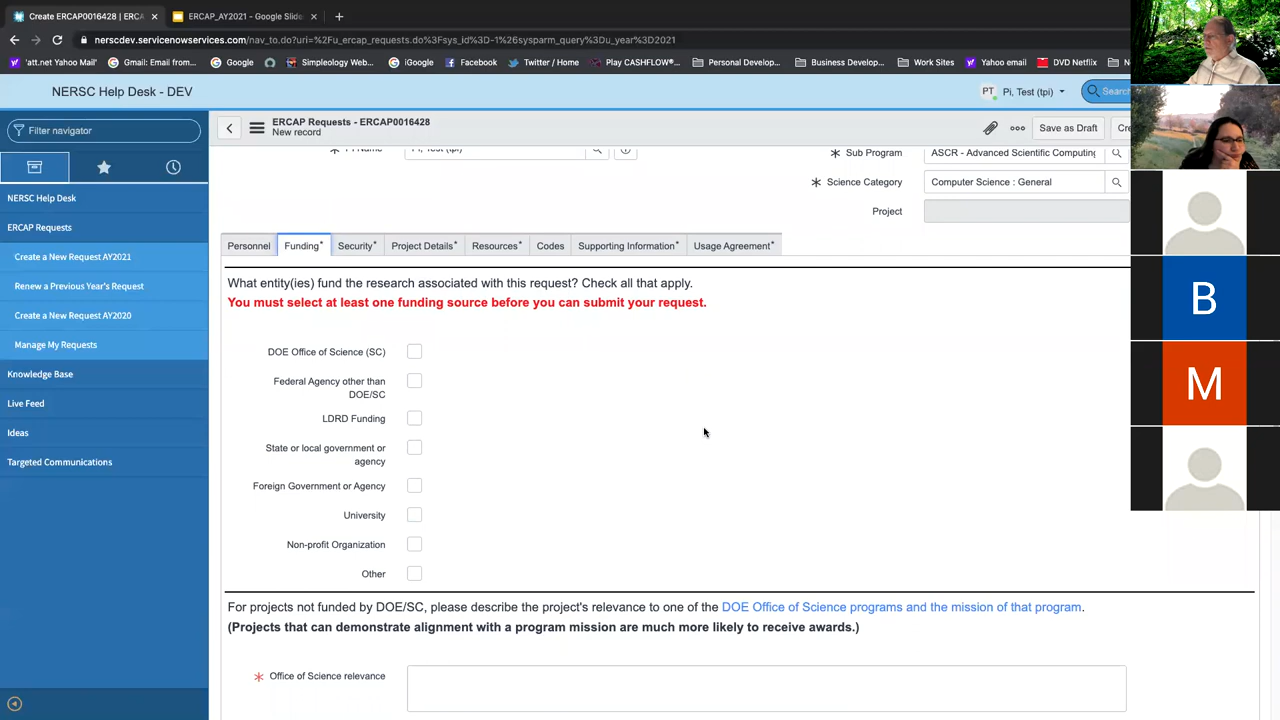 Create ERCAP0016428 | ERCA
ERCAP_AY2021 - Google Slide
nerscdev.servicenowservices.com/nav_to.do?uri=%2Fu_ercap_requests.do%3Fsys_id%3D-1%26sysparm_query%3Du_year%3D2021
'att.net Yahoo Mail'
Gmail: Email from...
Google
Simpleology Web...
iGoogle
Facebook
Twitter / Home
Play CASHFLOW®...
Personal Develop...
Business Develop...
Work Sites
Yahoo email
DVD Netflix
NERSC Help Desk - DEV
PT
Pi, Test (tpi)
Search
Filter navigator
ERCAP Requests - ERCAP0016428
New record
Save as Draft
Cre
NERSC Help Desk
ERCAP Requests
Create a New Request AY2021
Renew a Previous Year's Request
Create a New Request AY2020
Manage My Requests
Knowledge Base
Live Feed
Ideas
Targeted Communications
PI Name
Pi, Test (tpi)
Sub Program
ASCR - Advanced Scientific Computing
Science Category
Computer Science : General
Project
Personnel
Funding*
Security*
Project Details*
Resources*
Codes
Supporting Information*
Usage Agreement*
What entity(ies) fund the research associated with this request? Check all that apply.
You must select at least one funding source before you can submit your request.
DOE Office of Science (SC)
Federal Agency other than
DOE/SC
LDRD Funding
State or local government or
agency
Foreign Government or Agency
University
Non-profit Organization
Other
For projects not funded by DOE/SC, please describe the project's relevance to one of the DOE Office of Science programs and the mission of that program.
(Projects that can demonstrate alignment with a program mission are much more likely to receive awards.)
Office of Science relevance
B
M